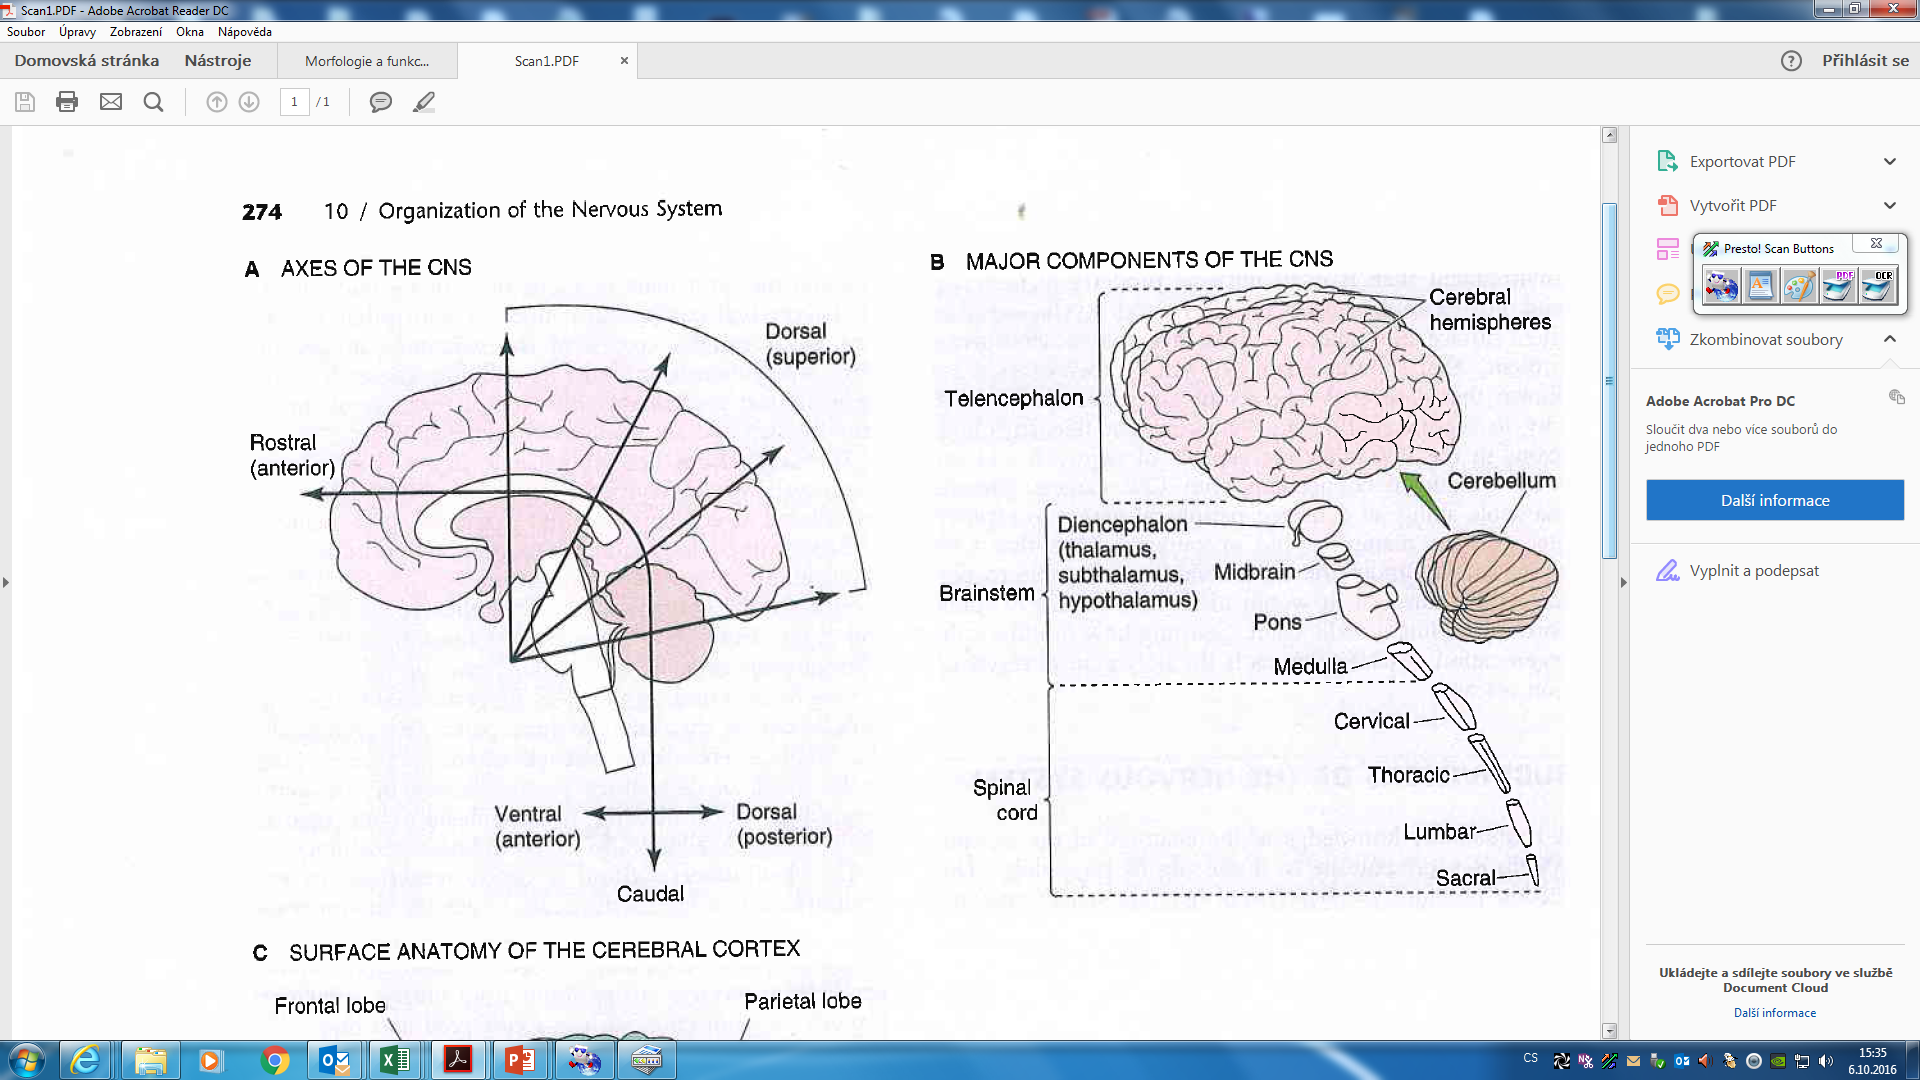 Scan1.PDF - Adobe Acrobat Reader DC
Soubor Úpravy Zobrazení Okna Nápověda
Domovská stránka Nástroje Morfologie a funkc... Scan1.PDF Přihlásit se
1 / 1
274 10 / Organization of the Nervous System
A AXES OF THE CNS
Dorsal
(superior)
Rostral
(anterior)
Ventral
(anterior)
Dorsal
(posterior)
Caudal
B MAJOR COMPONENTS OF THE CNS
Cerebral
hemispheres
Telencephalon
Cerebellum
Diencephalon
(thalamus,
subthalamus,
hypothalamus)
Midbrain
Brainstem
Pons
Medulla
Cervical
Thoracic
Spinal
cord
Lumbar
Sacral
C SURFACE ANATOMY OF THE CEREBRAL CORTEX
Frontal lobe
Parietal lobe
Exportovat PDF
Vytvořit PDF
Presto! Scan Buttons
PDF
OCR
Zkombinovat soubory
Adobe Acrobat Pro DC
Sloučit dva nebo více souborů do
jednoho PDF
Další informace
Vyplnit a podepsat
Ukládejte a sdílejte soubory ve službě
Document Cloud
Další informace
CS
15:35
6.10.2016